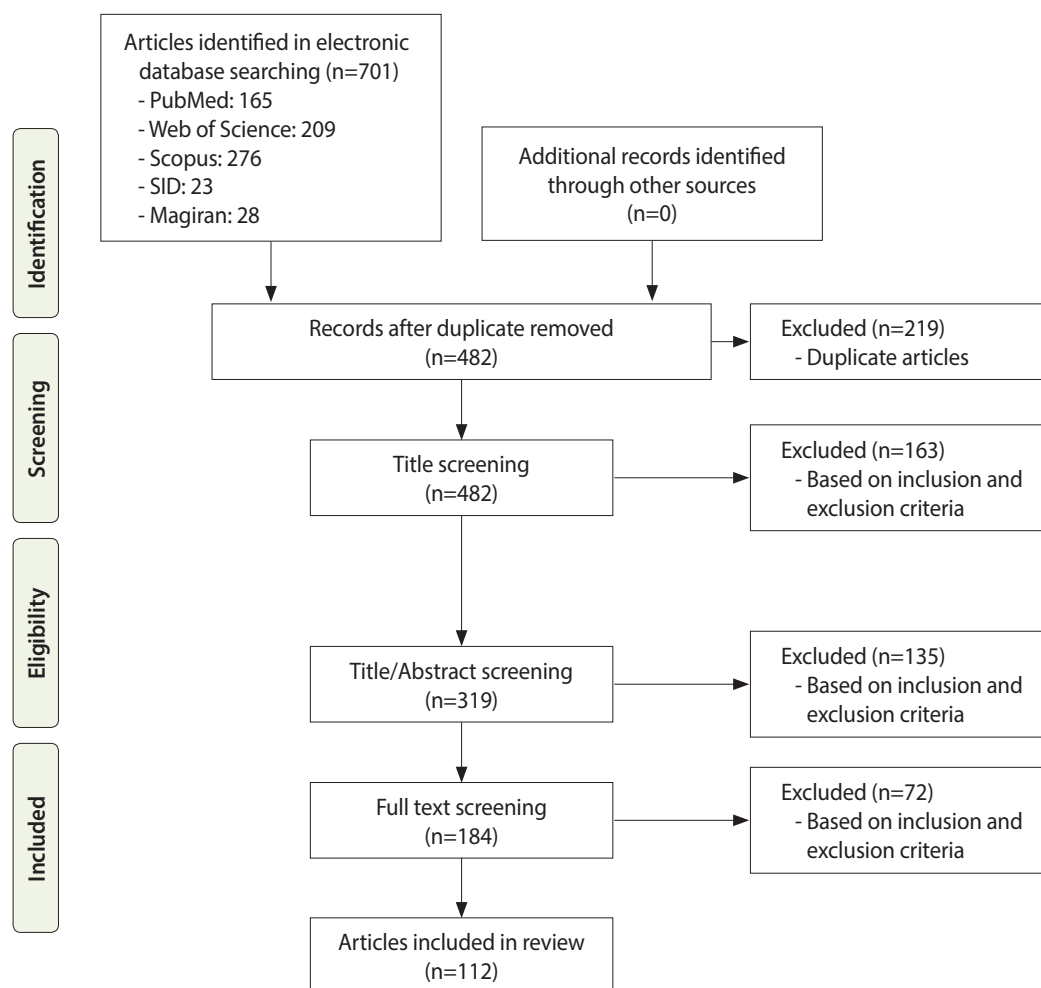 Articles identified in electronic
database searching (n=701)
- PubMed: 165
- Web of Science: 209
- Scopus: 276
- SID: 23
- Magiran: 28
Additional records identified
through other sources
(n=0)
Identification
Records after duplicate removed
(n=482)
Excluded (n=219)
- Duplicate articles
Screening
Title screening
(n=482)
Excluded (n=163)
- Based on inclusion and
exclusion criteria
Eligibility
Title/Abstract screening
(n=319)
Excluded (n=135)
- Based on inclusion and
exclusion criteria
Included
Full text screening
(n=184)
Excluded (n=72)
- Based on inclusion and
exclusion criteria
Articles included in review
(n=112)